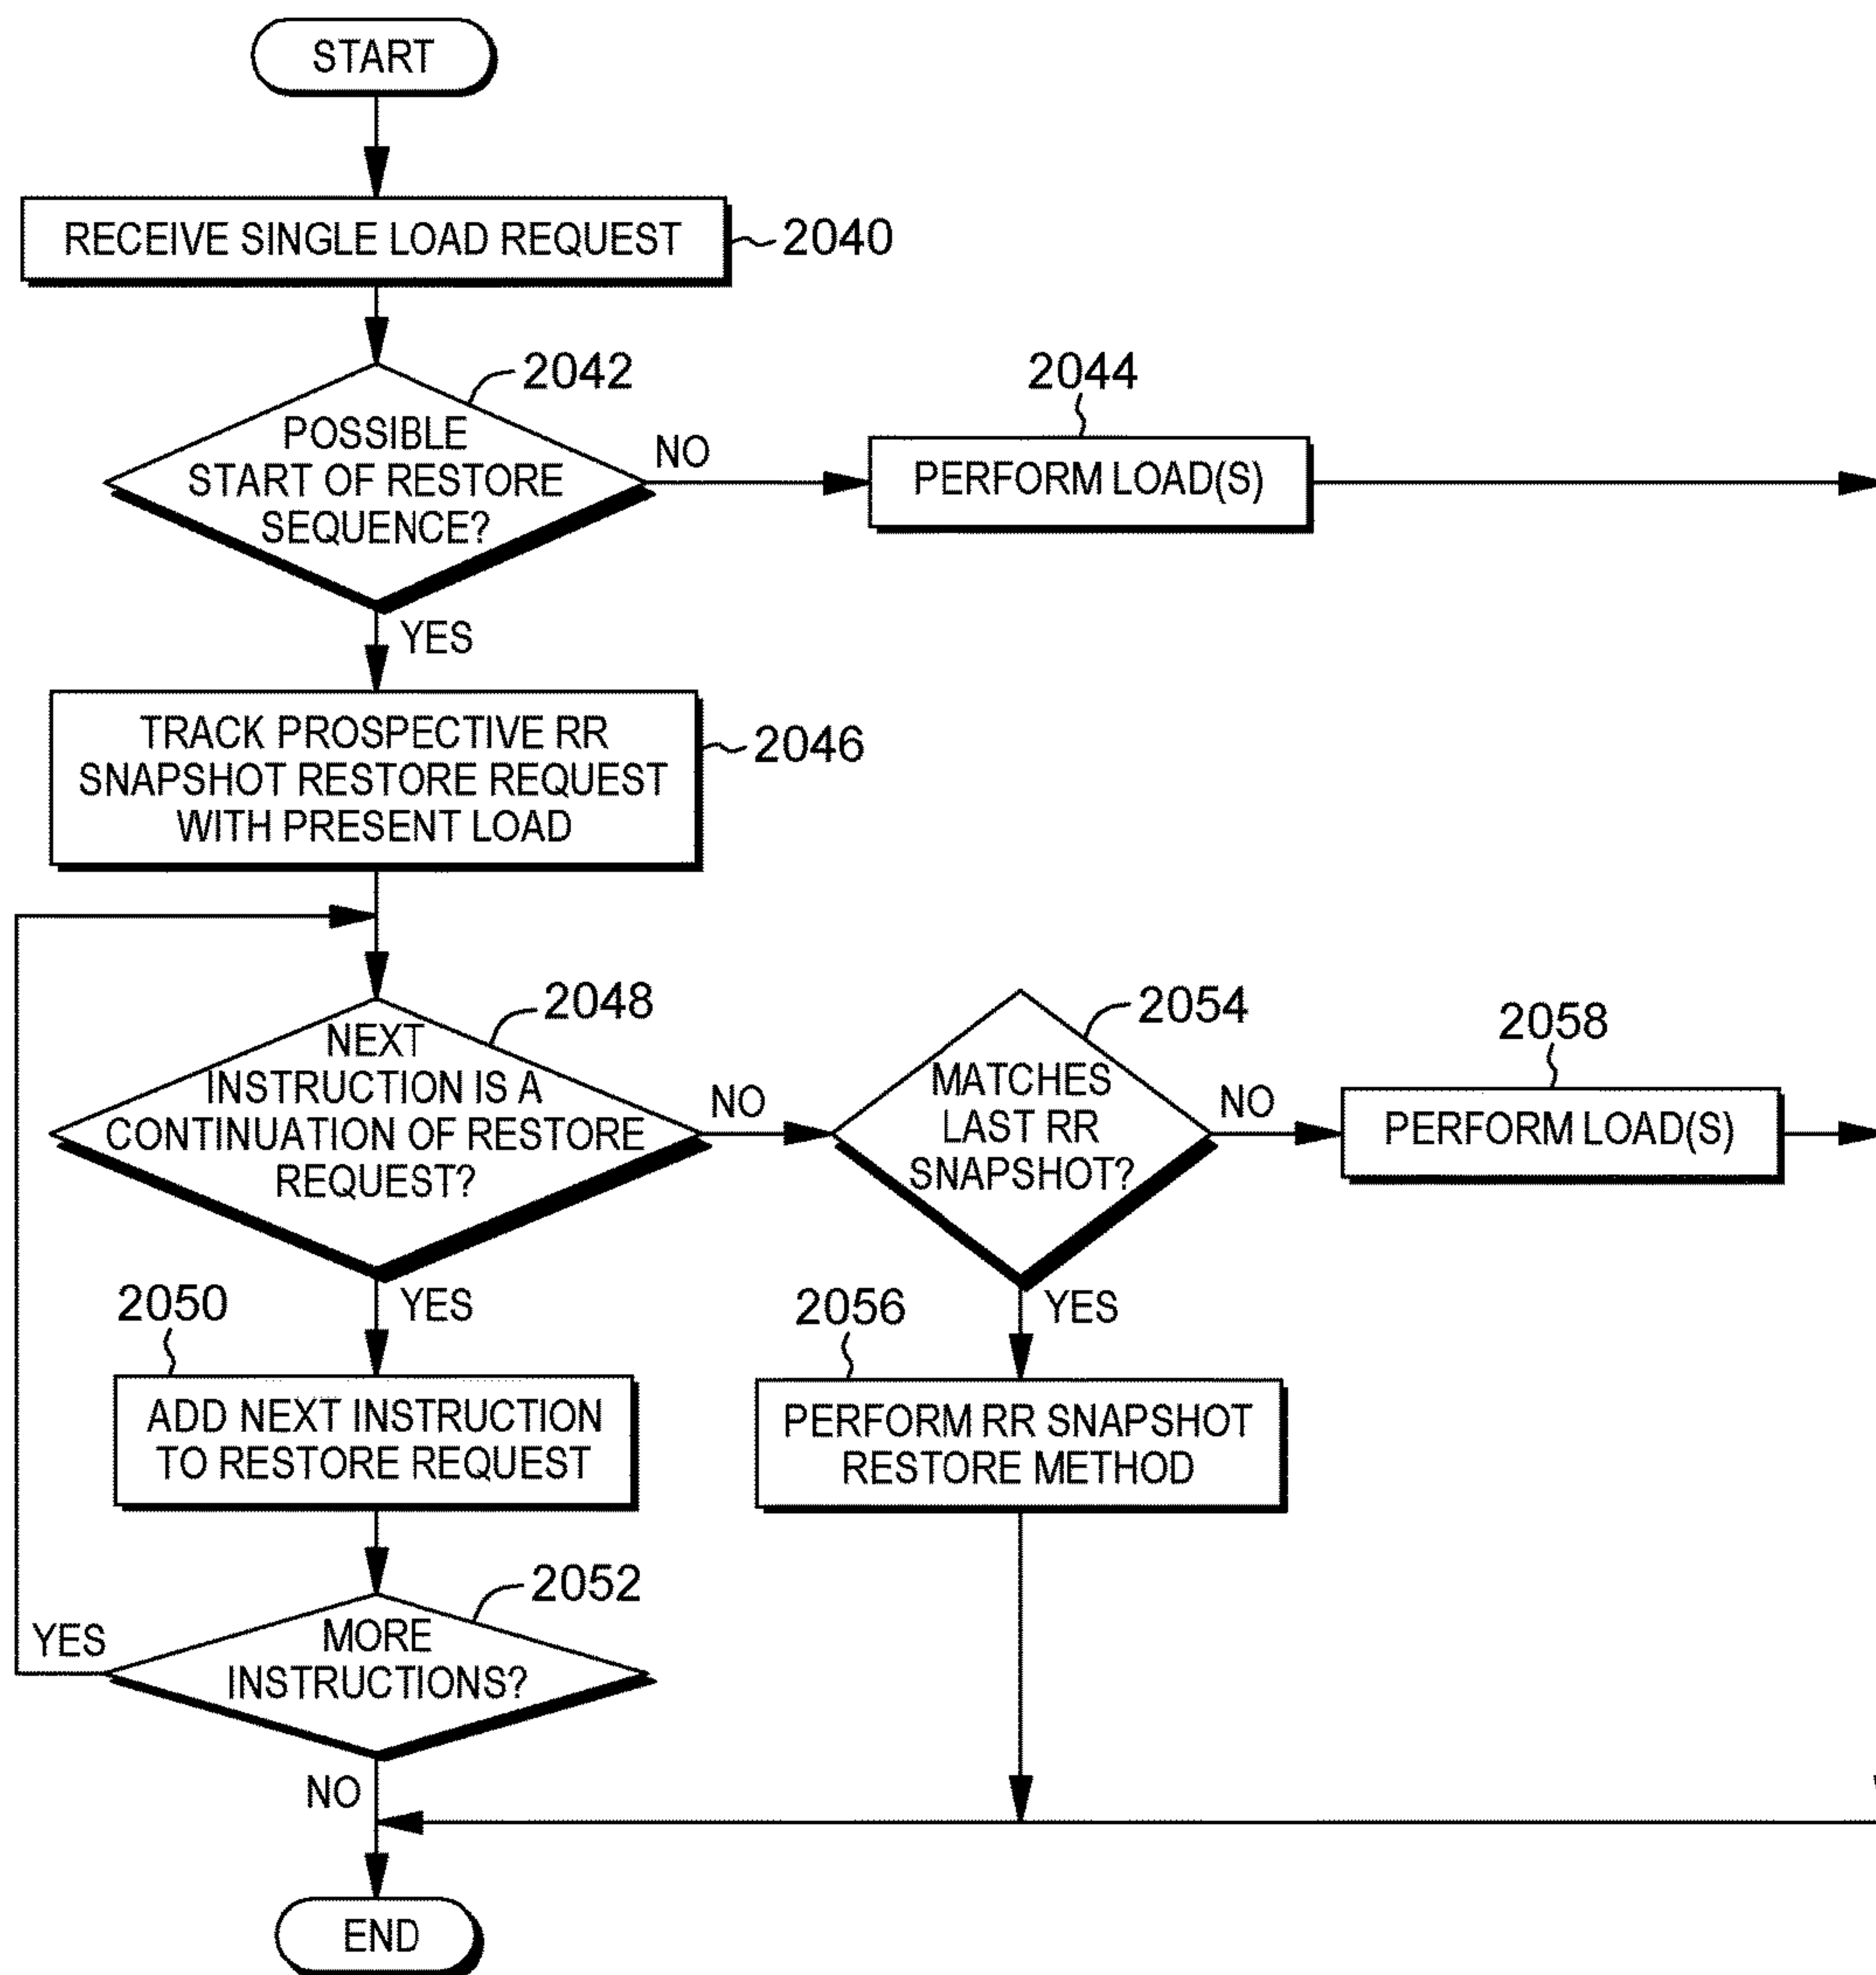 START
RECEIVE SINGLE LOAD REQUEST
2040
2042
POSSIBLE
START OF RESTORE
SEQUENCE?
NO
2044
PERFORM LOAD(S)
YES
TRACK PROSPECTIVE RR
SNAPSHOT RESTORE REQUEST
WITH PRESENT LOAD
2046
2048
NEXT
INSTRUCTION IS A
CONTINUATION OF RESTORE
REQUEST?
NO
2054
MATCHES
LAST RR
SNAPSHOT?
NO
2058
PERFORM LOAD(S)
YES
2050
ADD NEXT INSTRUCTION
TO RESTORE REQUEST
YES
2056
PERFORM RR SNAPSHOT
RESTORE METHOD
2052
MORE
INSTRUCTIONS?
YES
NO
END